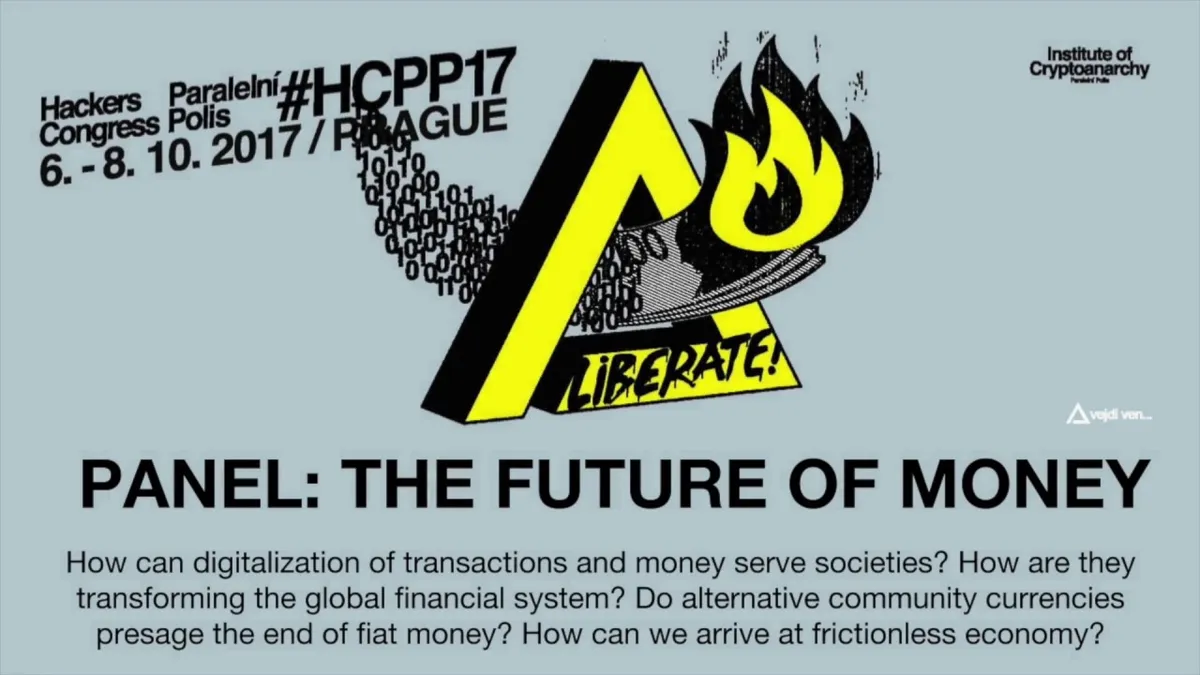 Hackers Paralelní #HCPP17
Congress Polis
6. - 8. 10. 2017 / PRAGUE
Institute of
Cryptoanarchy
Paralelní Polis
LIBERATE!
vejdi ven...
PANEL: THE FUTURE OF MONEY
How can digitalization of transactions and money serve societies? How are they
transforming the global financial system? Do alternative community currencies
presage the end of fiat money? How can we arrive at frictionless economy?